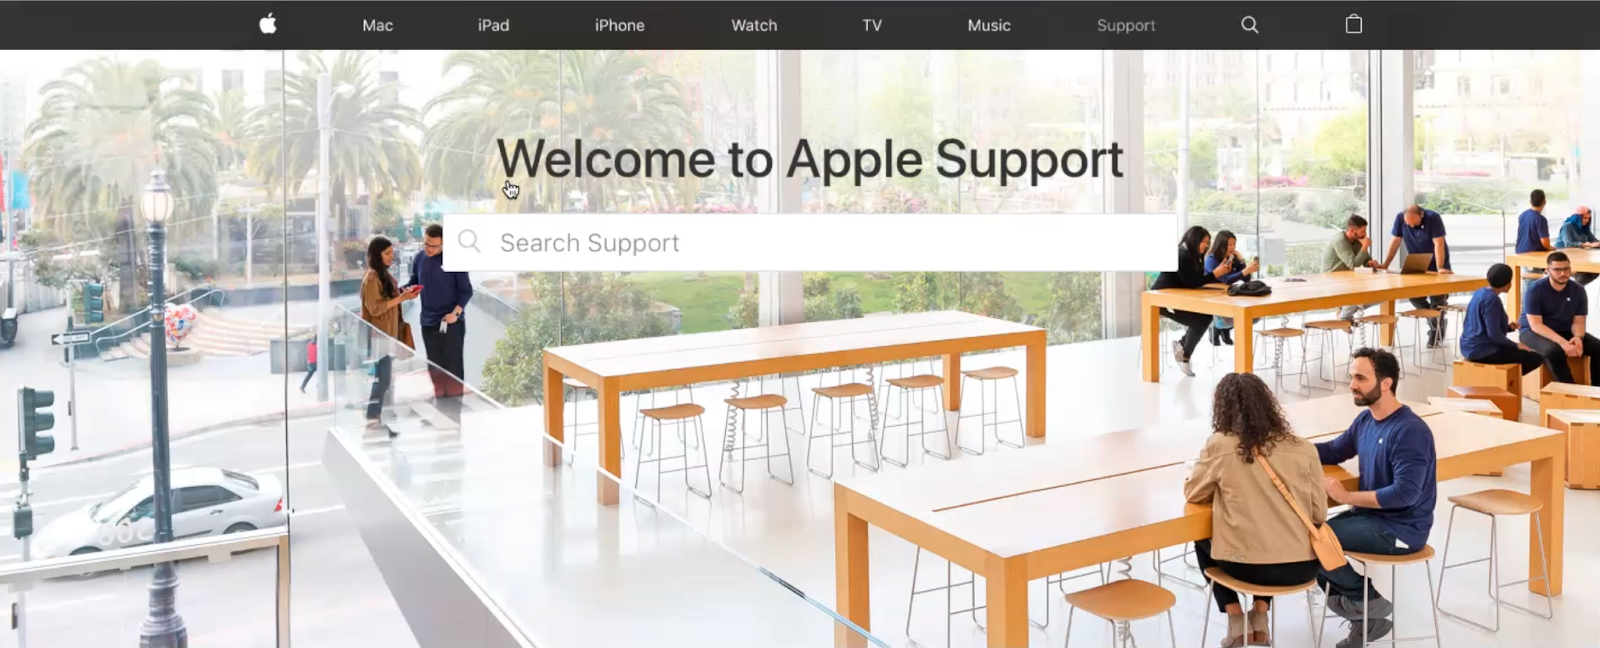 Mac iPad iPhone Watch TV Music Support
Welcome to Apple Support
Search Support